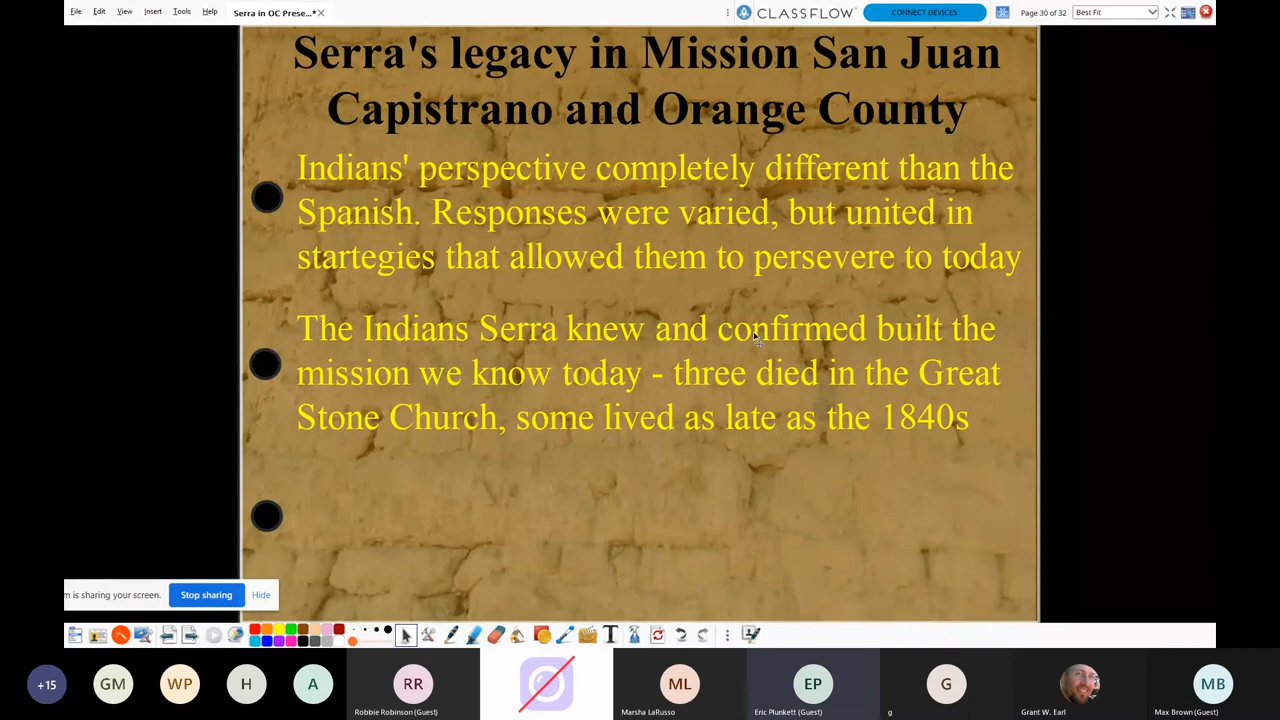 File Edit View Insert Tools Help Serra in OC Prese...* CLASSFLOW CONNECT DEVICES Page 30 of 32 Best Fit
Serra's legacy in Mission San Juan
Capistrano and Orange County
Indians' perspective completely different than the
Spanish. Responses were varied, but united in
startegies that allowed them to persevere to today
The Indians Serra knew and confirmed built the
mission we know today - three died in the Great
Stone Church, some lived as late as the 1840s
m is sharing your screen. Stop sharing Hide
+15 GM WP H A RR ML EP G MB
Robbie Robinson (Guest) Marsha LaRusso Eric Plunkett (Guest) g Grant W. Earl Max Brown (Guest)